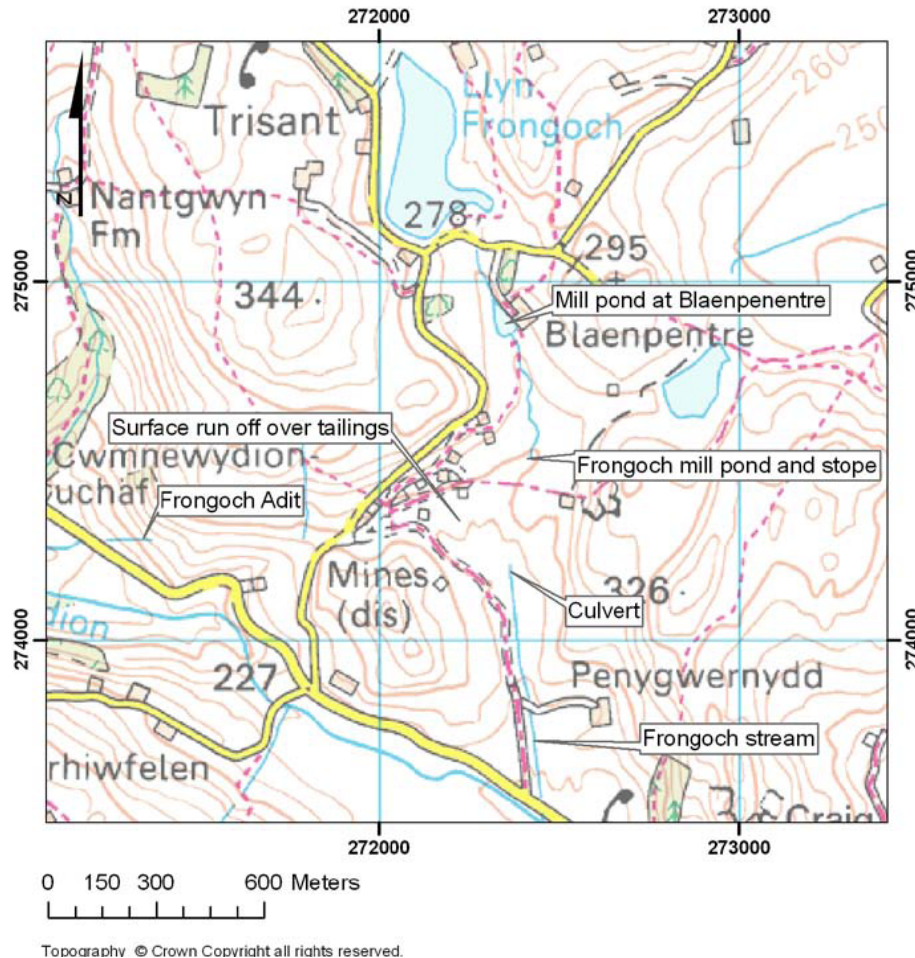 272000 273000
Trisant
Llyn
Frongoch
260
250
N
Nantgwyn
Fm
278
295
275000 275000
344
Mill pond at Blaenpenentre
Blaenpentre
Surface run off over tailings
Cwmnewydion-
uchaf
Frongoch mill pond and stope
Frongoch Adit
Mines
(dis)
326
Culvert
dion
274000 274000
227
Penygwernydd
Frongoch stream
rhiwfelen
Craig
272000 273000
0 150 300 600 Meters
Topography © Crown Copyright all rights reserved.